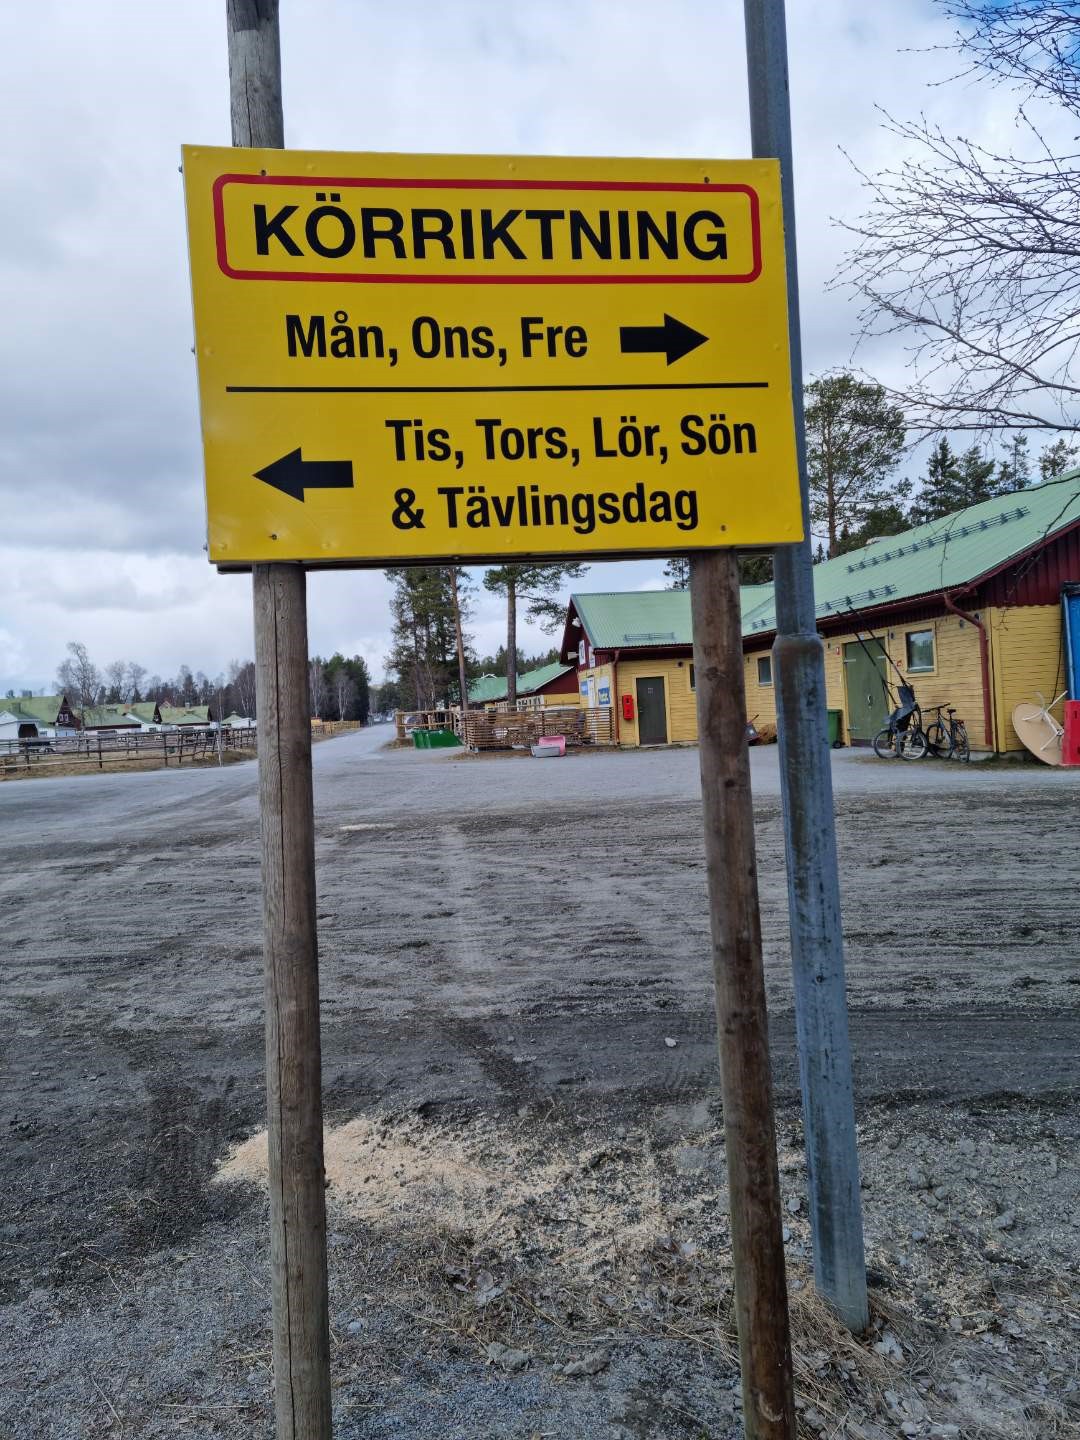 KÖRRIKTNING
Mån, Ons, Fre
Tis, Tors, Lör, Sön
& Tävlingsdag